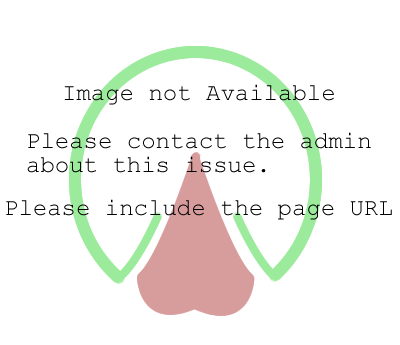 Image not Available
Please contact the admin
about this issue.
Please include the page URL